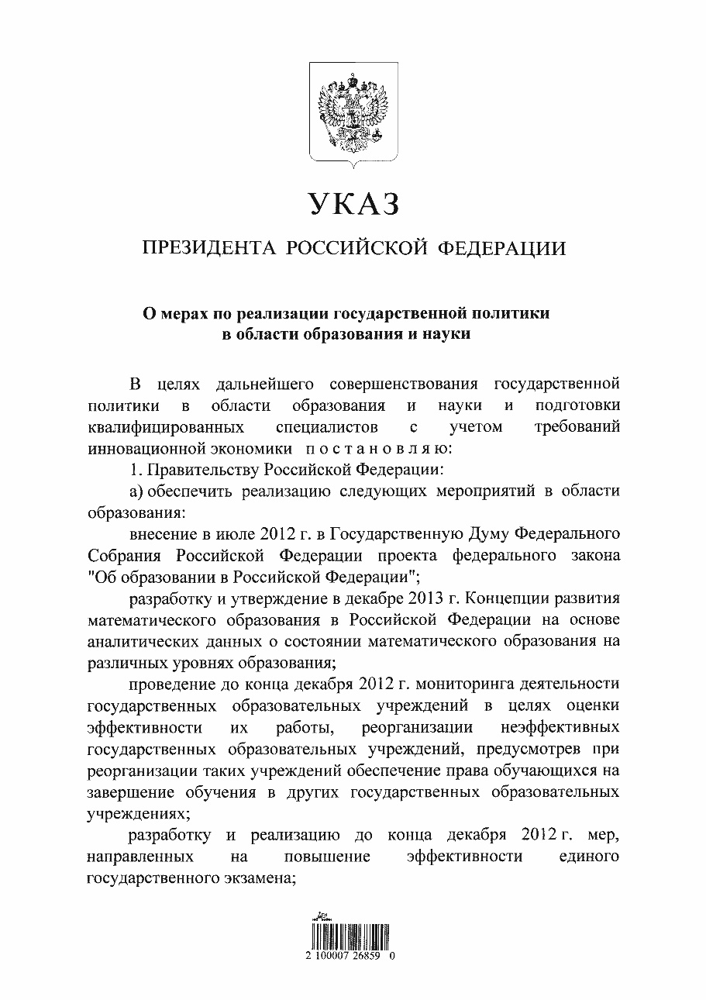 УКАЗ
ПРЕЗИДЕНТА РОССИЙСКОЙ ФЕДЕРАЦИИ
О мерах по реализации государственной политики
в области образования и науки
В целях дальнейшего совершенствования государственной
политики в области образования и науки и подготовки
квалифицированных специалистов с учетом требований
инновационной экономики п о с т а н о в л я ю:
1. Правительству Российской Федерации:
а) обеспечить реализацию следующих мероприятий в области
образования:
внесение в июле 2012 г. в Государственную Думу Федерального
Собрания Российской Федерации проекта федерального закона
"Об образовании в Российской Федерации";
разработку и утверждение в декабре 2013 г. Концепции развития
математического образования в Российской Федерации на основе
аналитических данных о состоянии математического образования на
различных уровнях образования;
проведение до конца декабря 2012 г. мониторинга деятельности
государственных образовательных учреждений в целях оценки
эффективности их работы, реорганизации неэффективных
государственных образовательных учреждений, предусмотрев при
реорганизации таких учреждений обеспечение права обучающихся на
завершение обучения в других государственных образовательных
учреждениях;
разработку и реализацию до конца декабря 2012 г. мер,
направленных на повышение эффективности единого
государственного экзамена;
2 100007 26859 0